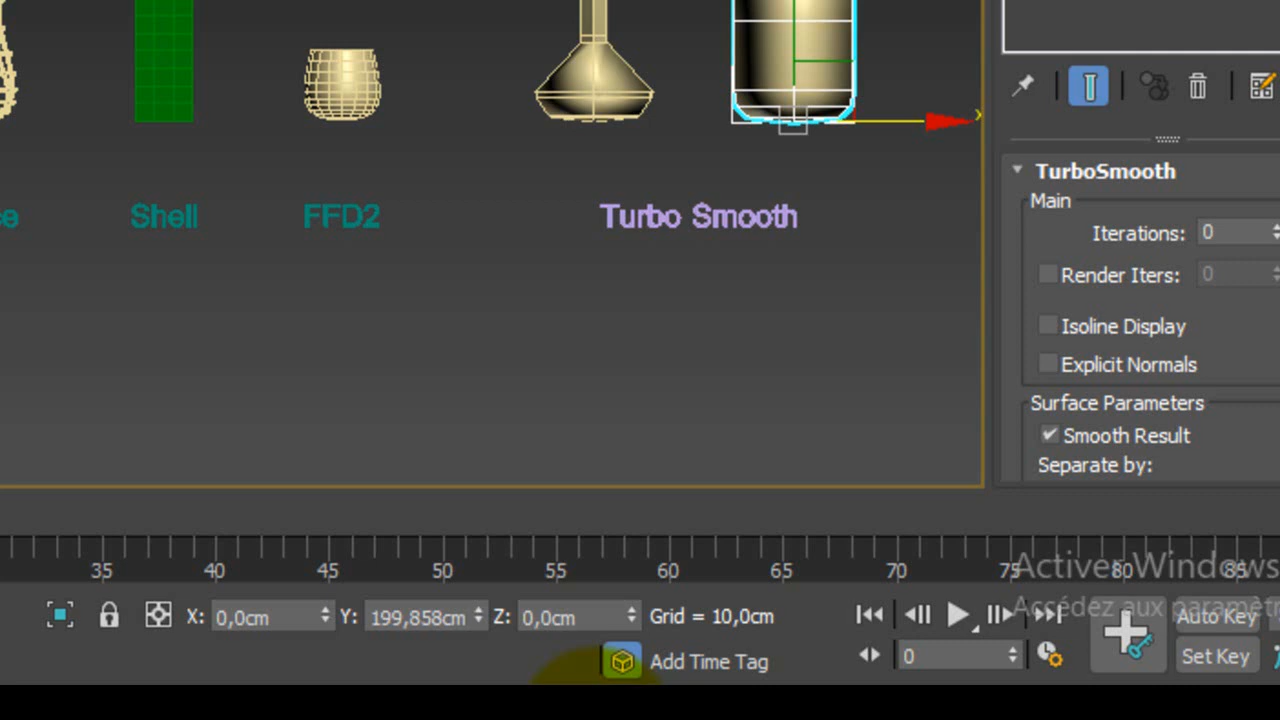 x
TurboSmooth
Main
Iterations: 0
Render Iters: 0
Isoline Display
Explicit Normals
Surface Parameters
Smooth Result
Separate by:
ce Shell FFD2 Turbo Smooth
35 40 45 50 55 60 65 70 75 80 85
Activer Windows
Accédez aux paramètr
X: 0,0cm Y: 199,858cm Z: 0,0cm Grid = 10,0cm
Auto Key
Add Time Tag
0
Set Key